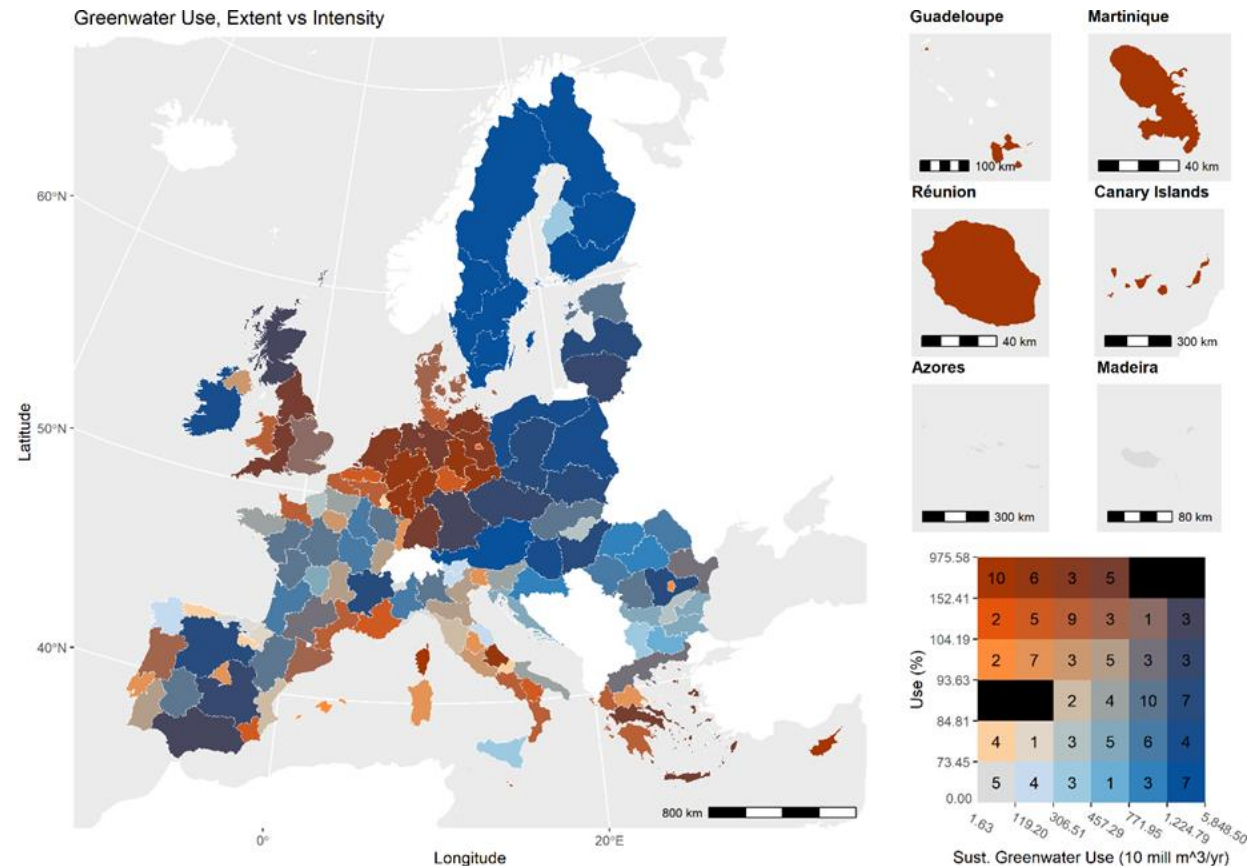 Greenwater Use, Extent vs Intensity
Guadeloupe
Martinique
60°N
50°N
40°N
Latitude
0°
20°E
Longitude
800 km
100 km
40 km
Réunion
Canary Islands
40 km
300 km
Azores
Madeira
300 km
80 km
975.58
10 6 3 5
152.41
2 5 9 3 1 3
104.19
2 7 3 5 3 3
93.63
2 4 10 7
84.81
4 1 3 5 6 4
73.45
5 4 3 1 3 7
0.00
Use (%)
1.63 119.20 306.51 457.29 771.95 1,224.79 5,848.50
Sust. Greenwater Use (10 mill m^3/yr)